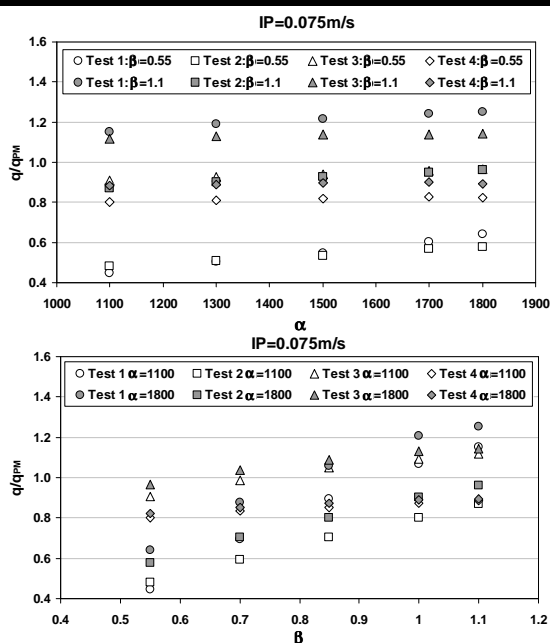 IP=0.075m/s
1.6
Test 1:β=0.55 Test 2:β=0.55 Test 3:β=0.55 Test 4:β=0.55
1.4
Test 1:β=1.1 Test 2:β=1.1 Test 3:β=1.1 Test 4:β=1.1
1.2
q/qPM
1.0
0.8
0.6
0.4
1000 1100 1200 1300 1400 1500 1600 1700 1800 1900
α
IP=0.075m/s
1.6
Test 1 α=1100 Test 2 α=1100 Test 3 α=1100 Test 4 α=1100
1.4
Test 1 α=1800 Test 2 α=1800 Test 3 α=1800 Test 4 α=1800
1.2
q/qPM
1.0
0.8
0.6
0.4
0.4 0.5 0.6 0.7 0.8 0.9 1 1.1 1.2
β